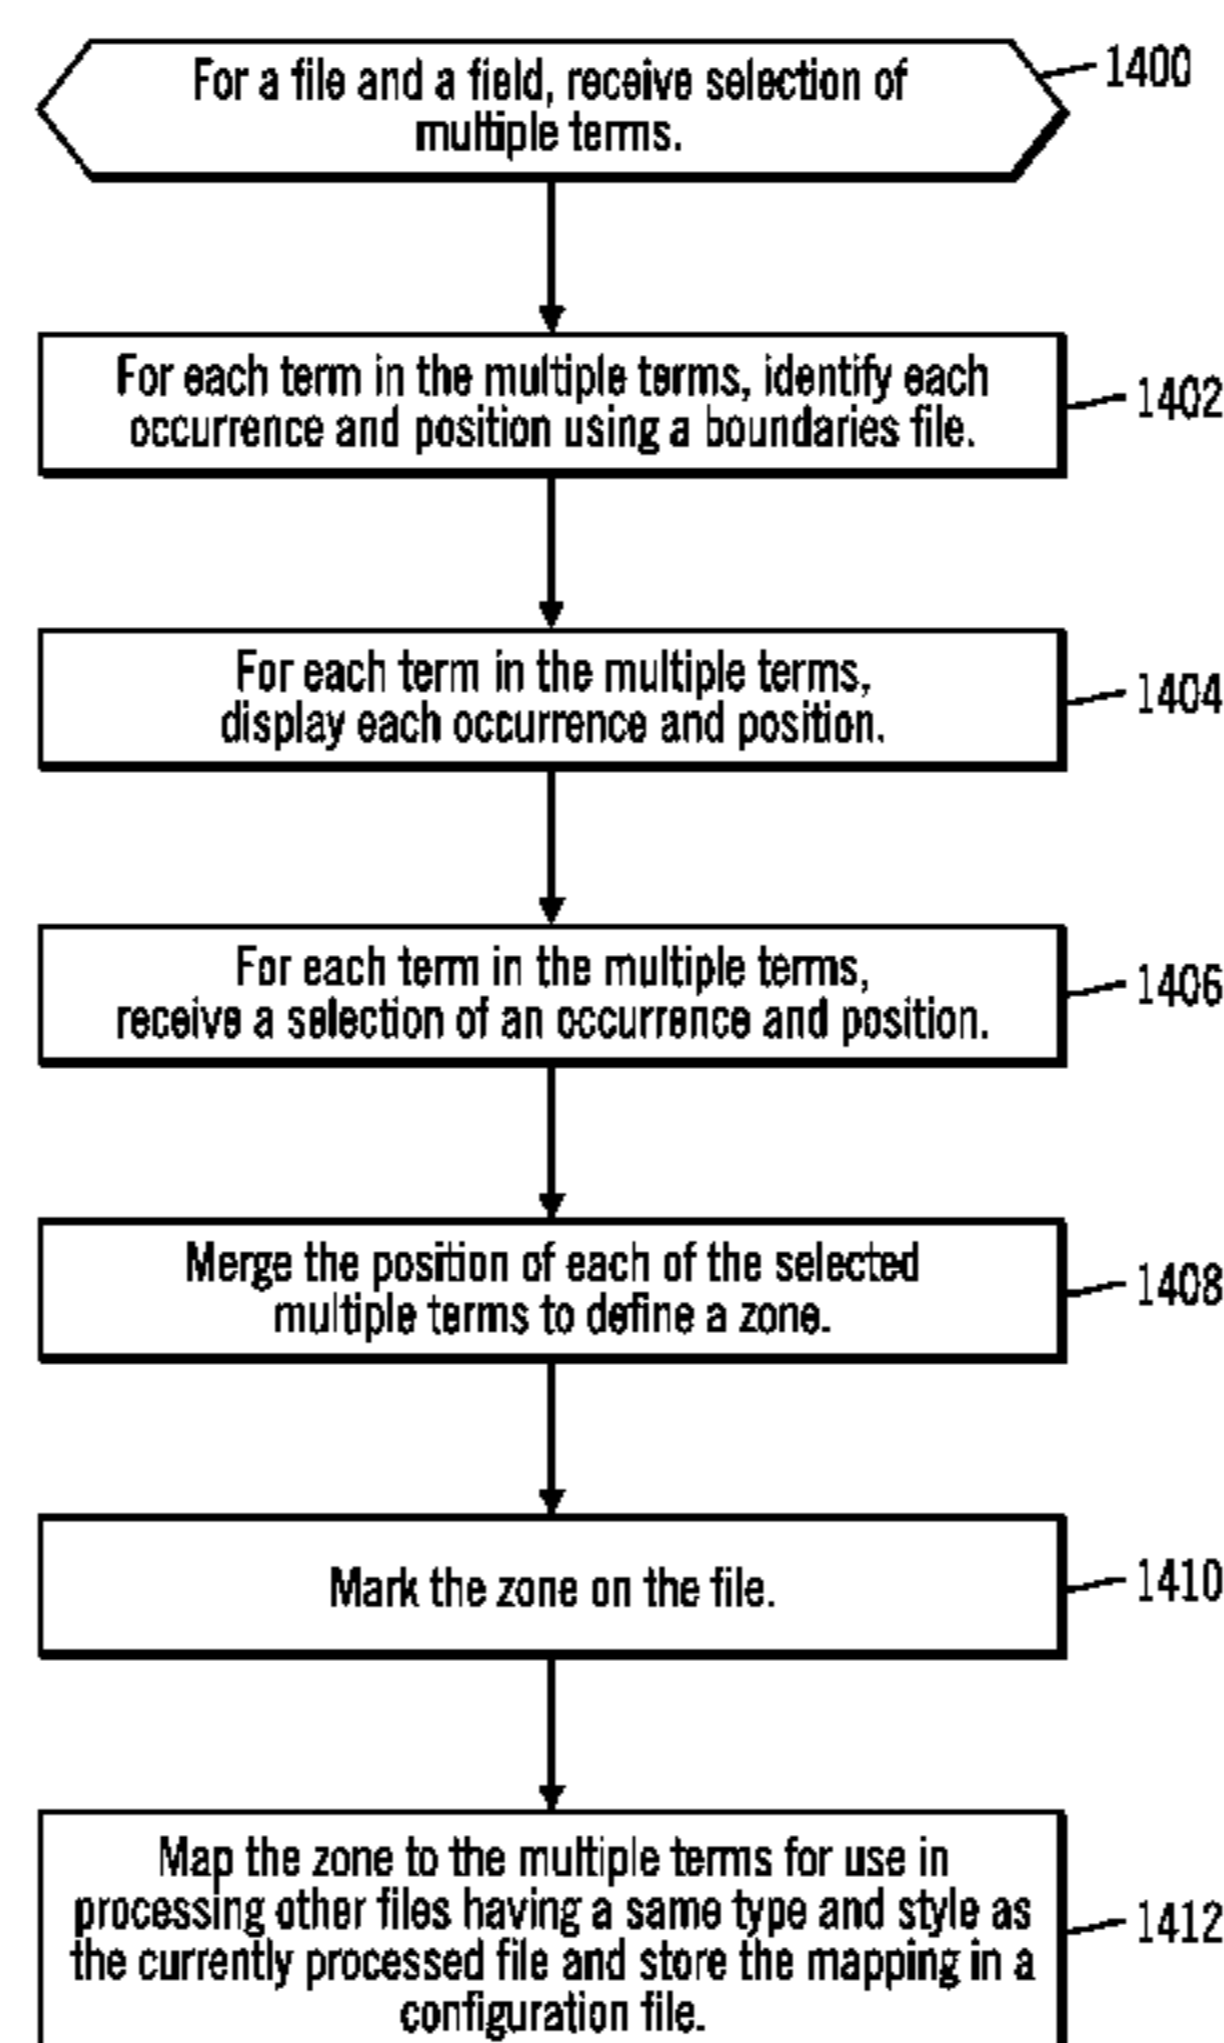 For a file and a field, receive selection of
multiple terms.
1400
For each term in the multiple terms, identify each
occurrence and position using a boundaries file.
1402
For each term in the multiple terms,
display each occurrence and position.
1404
For each term in the multiple terms,
receive a selection of an occurrence and position.
1406
Merge the position of each of the selected
multiple terms to define a zone.
1408
Mark the zone on the file.
1410
Map the zone to the multiple terms for use in
processing other files having a same type and style as
the currently processed file and store the mapping in a
configuration file.
1412